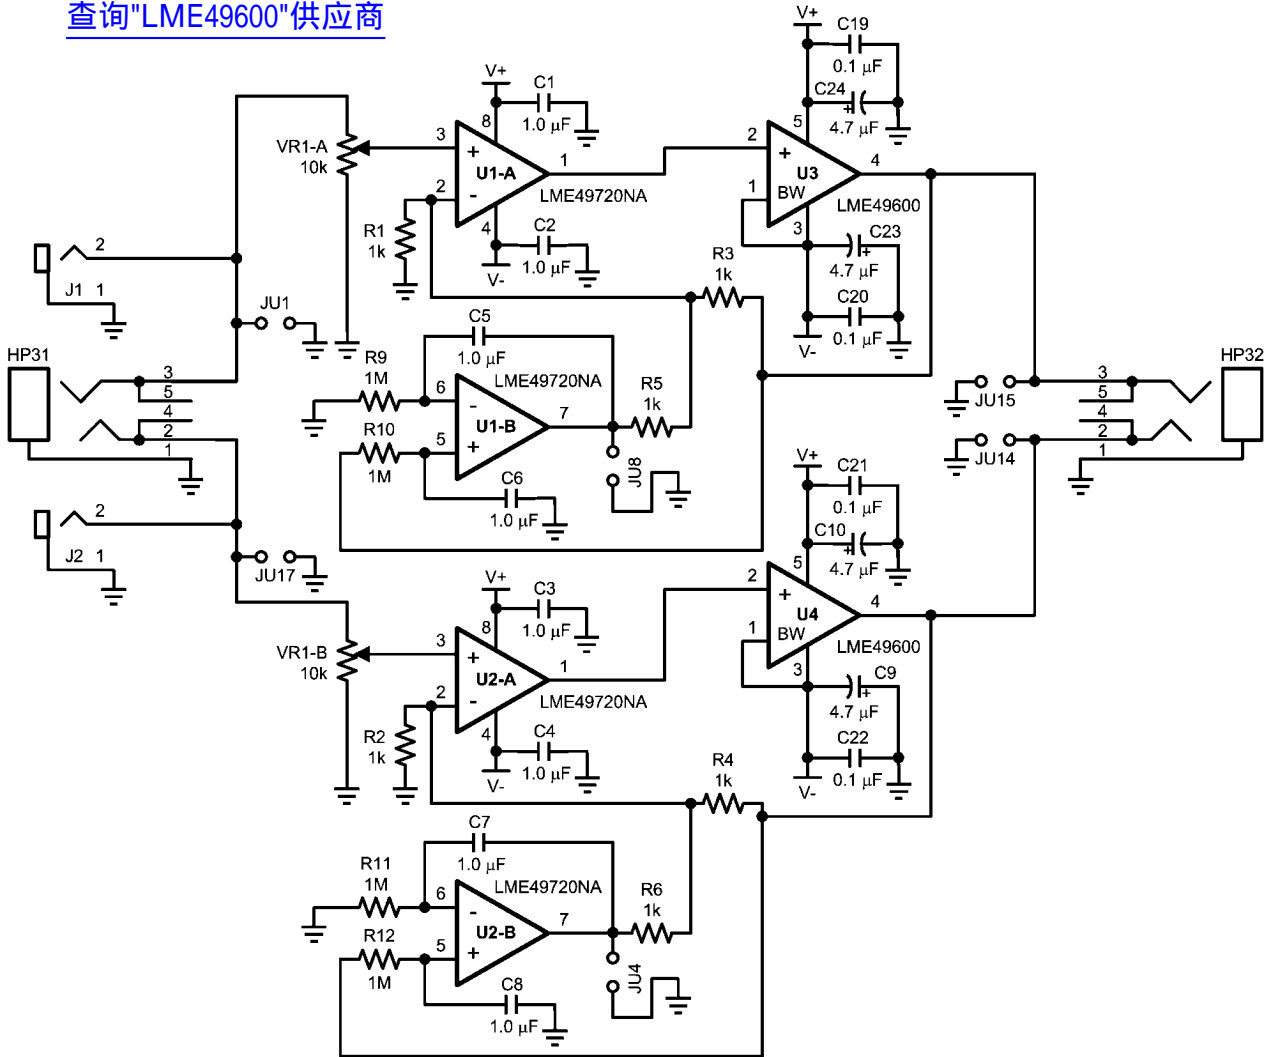 查询"LME49600"供应商
V+
C19
0.1 µF
C24
+
4.7 µF
V+
C1
8
1.0 µF
5
VR1-A
10k
3
+
U1-A
1
2
-
LME49720NA
2
+
U3
4
1
BW
LME49600
R1
1k
4
C2
V-
1.0 µF
3
C23
+
4.7 µF
R3
1k
C20
V-
0.1 µF
2
J1 1
JU1
HP31
3
5
4
2
1
C5
1.0 µF
R9
1M
LME49720NA
6
-
U1-B
7
R5
1k
R10
5
+
1M
JU8
C6
1.0 µF
HP32
3
5
JU15
4
2
JU14
1
2
J2 1
JU17
V+
C21
0.1 µF
C10
+
4.7 µF
V+
C3
8
1.0 µF
5
VR1-B
10k
3
+
U2-A
1
2
-
LME49720NA
2
+
U4
4
1
BW
LME49600
R2
1k
4
C4
V-
1.0 µF
3
C9
+
4.7 µF
R4
1k
C22
V-
0.1 µF
C7
1.0 µF
R11
1M
LME49720NA
6
-
U2-B
7
R6
1k
R12
5
+
1M
JU4
C8
1.0 µF